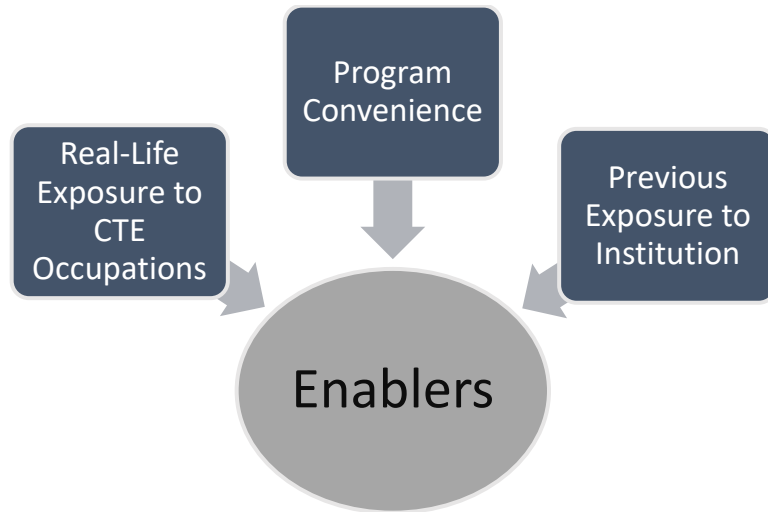 Real-Life
Exposure to
CTE
Occupations
Program
Convenience
Previous
Exposure to
Institution
Enablers